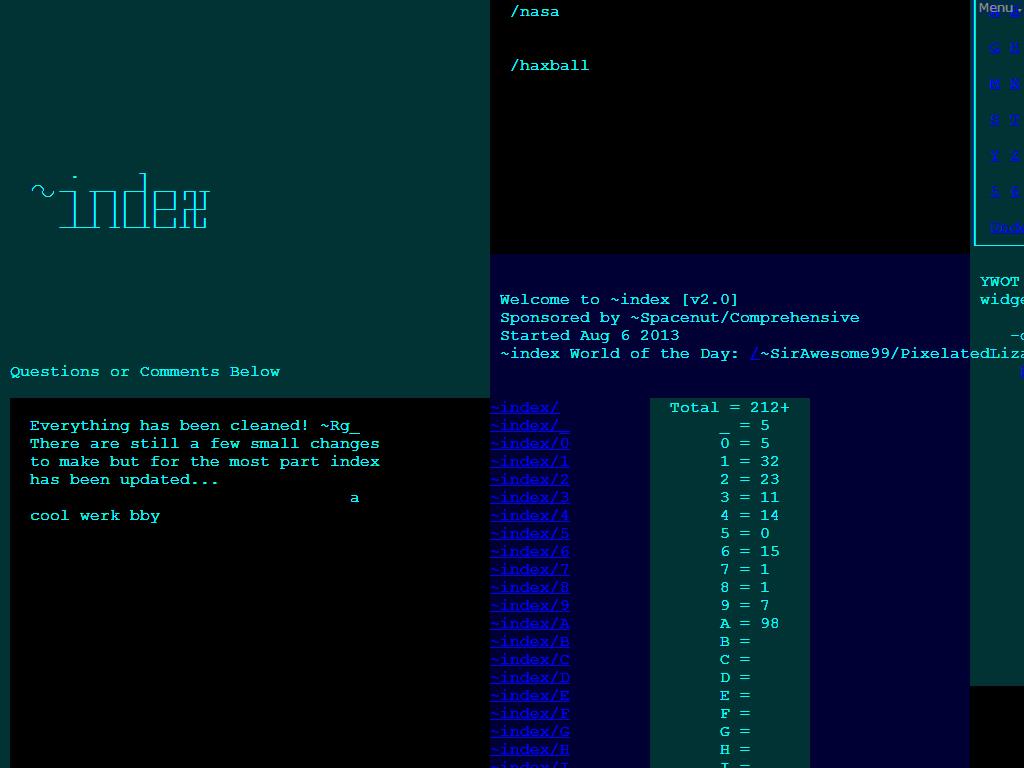 /nasa
/haxball
Menu
~index
Welcome to ~index [v2.0]
Sponsored by ~Spacenut/Comprehensive
Started Aug 6 2013
~index World of the Day: /~SirAwesome99/PixelatedLiza
YWOT
widge
Questions or Comments Below
Everything has been cleaned! ~Rg_
There are still a few small changes
to make but for the most part index
has been updated...
a
cool werk bby
~index/
~index/_
~index/0
~index/1
~index/2
~index/3
~index/4
~index/5
~index/6
~index/7
~index/8
~index/9
~index/A
~index/B
~index/C
~index/D
~index/E
~index/F
~index/G
~index/H
~index/I
Total = 212+
_ = 5
0 = 5
1 = 32
2 = 23
3 = 11
4 = 14
5 = 0
6 = 15
7 = 1
8 = 1
9 = 7
A = 98
B =
C =
D =
E =
F =
G =
H =
I =
G H
M N
S T
Y Z
5 6